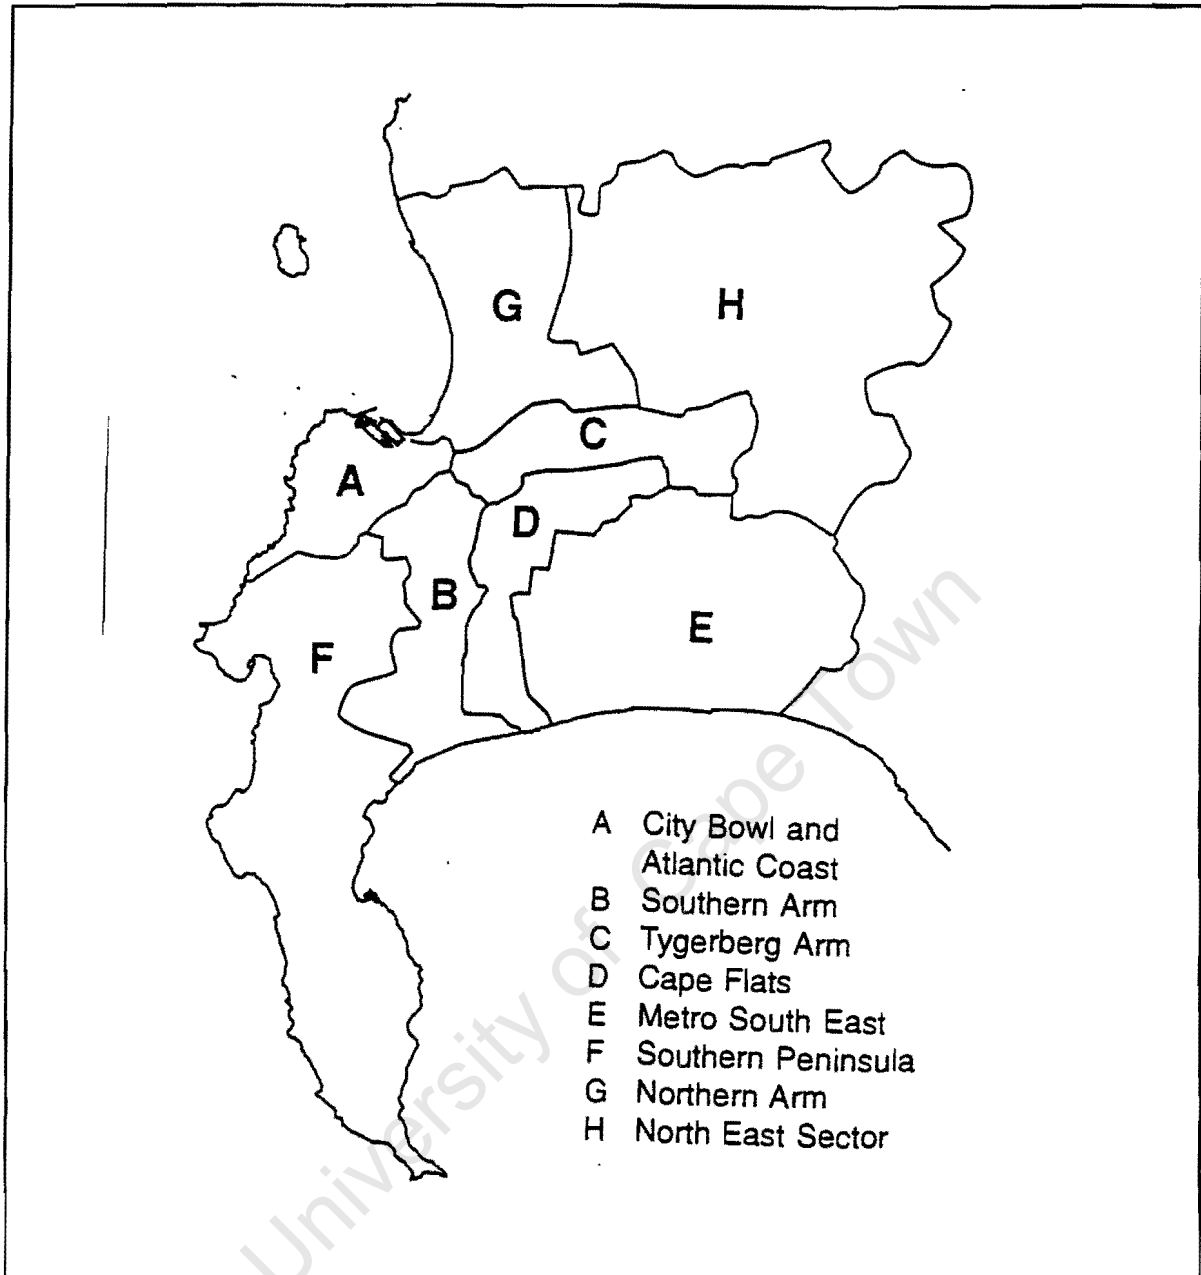 G
H
C
A
D
B
E
F
A City Bowl and
Atlantic Coast
B Southern Arm
C Tygerberg Arm
D Cape Flats
E Metro South East
F Southern Peninsula
G Northern Arm
H North East Sector
University of Cape Town